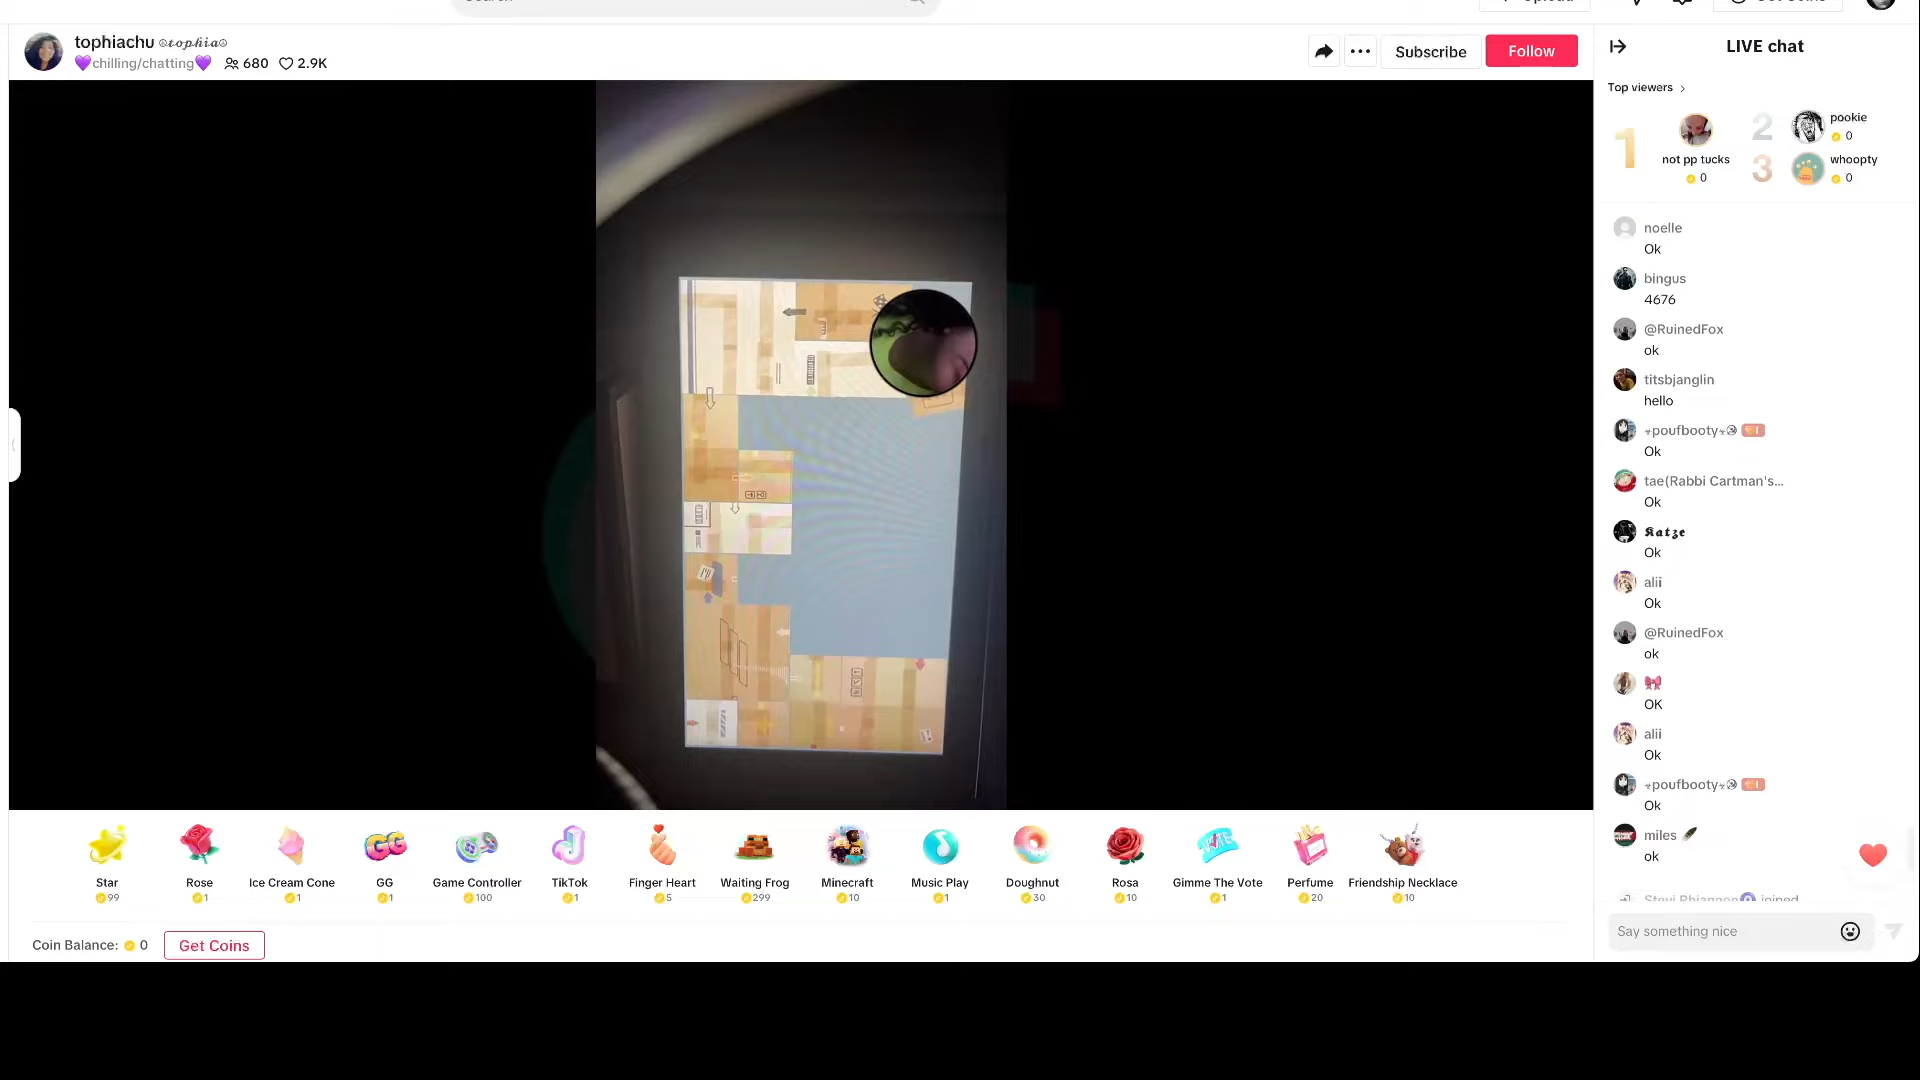 tophiachu ☮𝓽𝓸𝓹𝓱𝓲𝓪☮
💜chilling/chatting💜 680 2.9K
Subscribe
Follow
LIVE chat
Top viewers
1
not pp tucks
0
2
pookie
0
3
whoopty
0
noelle
Ok
bingus
4676
@RuinedFox
ok
titsbjanglin
hello
poufbooty
Ok
tae(Rabbi Cartman's...
Ok
𝕶𝖆𝖙𝖟𝖊
Ok
alii
Ok
@RuinedFox
ok
🎀
OK
alii
Ok
poufbooty
Ok
miles 🪶
ok
Say something nice
Star Rose Ice Cream Cone GG Game Controller TikTok Finger Heart Waiting Frog Minecraft Music Play Doughnut Rosa Gimme The Vote Perfume Friendship Necklace
99 1 1 1 100 1 5 299 10 1 30 10 1 20 10
Coin Balance: 0 Get Coins